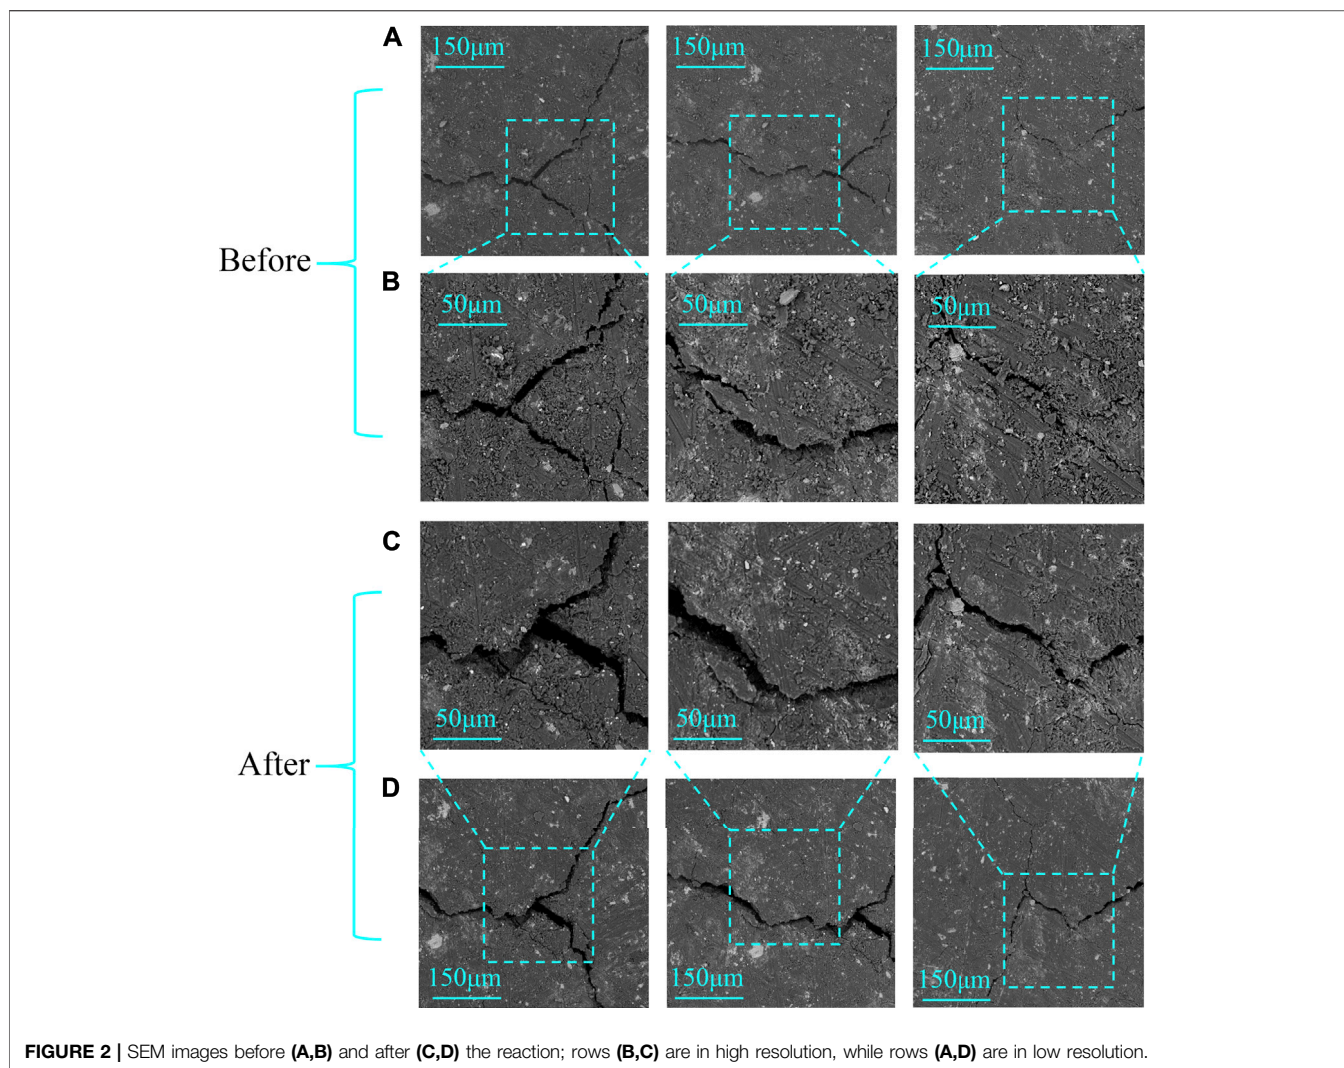 A
150μm 150μm 150μm
Before
B
50μm 50μm 50μm
C
50μm 50μm 50μm
After
D
150μm 150μm 150μm
FIGURE 2 | SEM images before (A,B) and after (C,D) the reaction; rows (B,C) are in high resolution, while rows (A,D) are in low resolution.